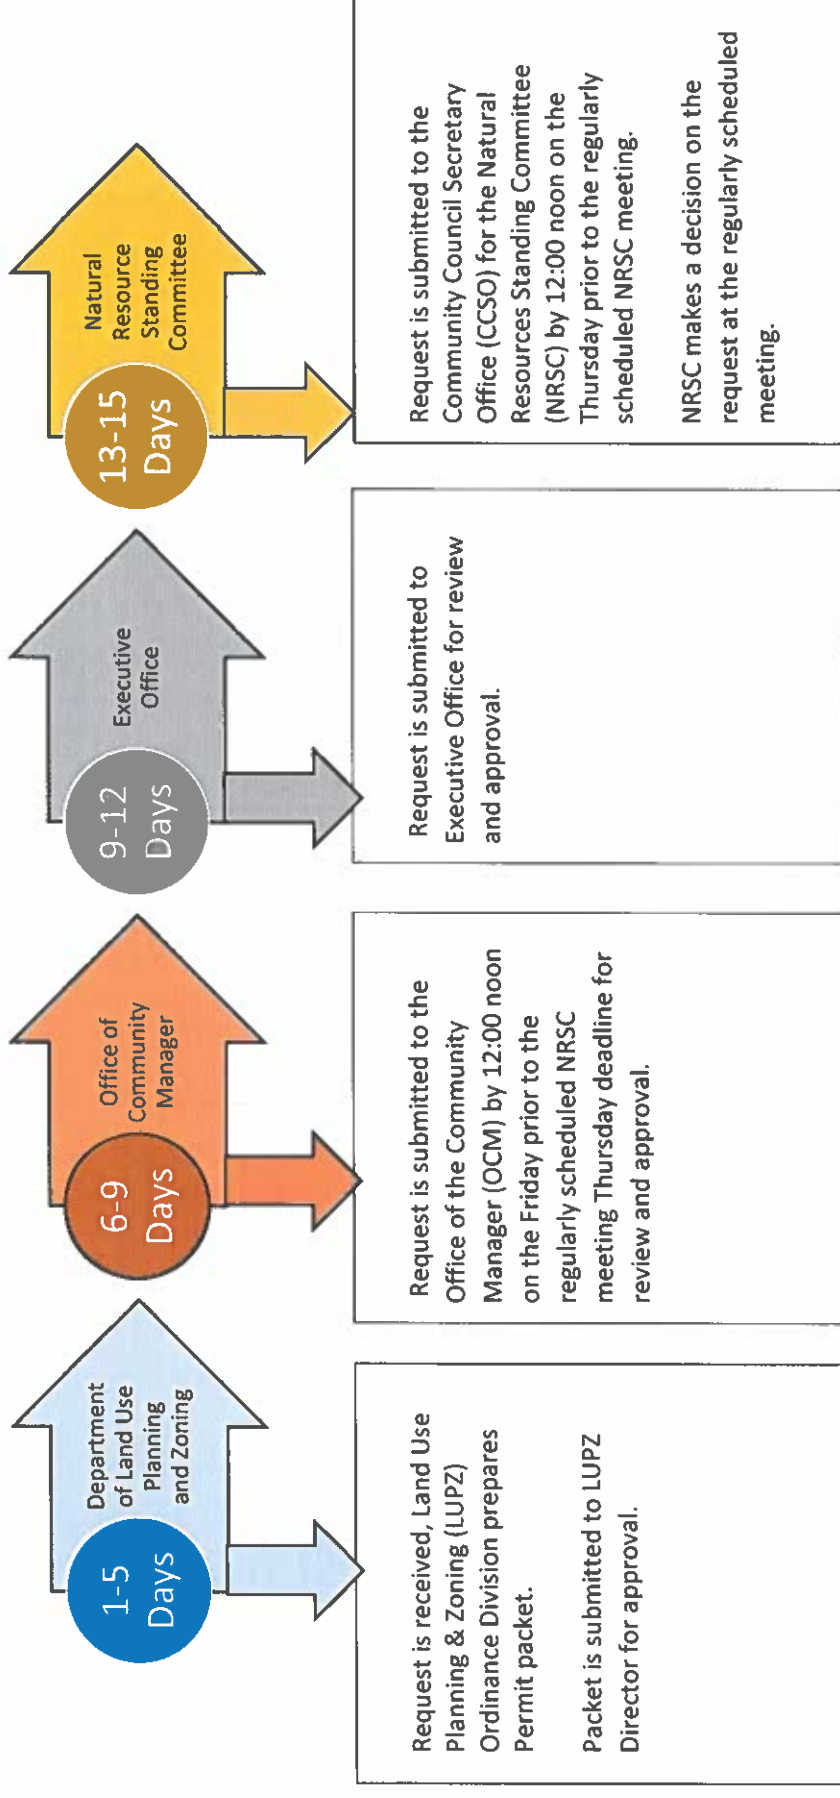 1-5
Days
Department
of Land Use
Planning
and Zoning
Request is received, Land Use
Planning & Zoning (LUPZ)
Ordinance Division prepares
Permit packet.
Packet is submitted to LUPZ
Director for approval.
6-9
Days
Office of
Community
Manager
Request is submitted to the
Office of the Community
Manager (OCM) by 12:00 noon
on the Friday prior to the
regularly scheduled NRSC
meeting Thursday deadline for
review and approval.
9-12
Days
Executive
Office
Request is submitted to
Executive Office for review
and approval.
13-15
Days
Natural
Resource
Standing
Committee
Request is submitted to the
Community Council Secretary
Office (CCSO) for the Natural
Resources Standing Committee
(NRSC) by 12:00 noon on the
Thursday prior to the regularly
scheduled NRSC meeting.
NRSC makes a decision on the
request at the regularly scheduled
meeting.